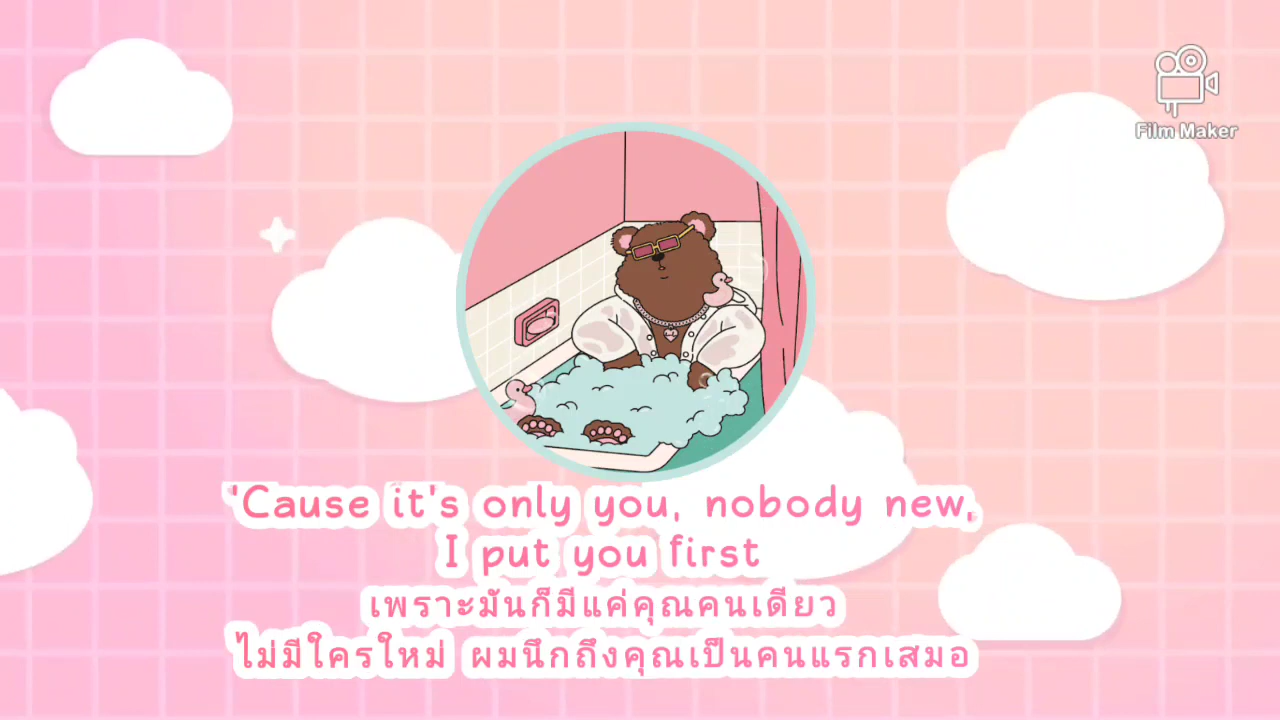 Film Maker
'Cause it's only you, nobody new,
I put you first
เพราะมันก็มีแค่คุณคนเดียว
ไม่มีใครใหม่ ผมนึกถึงคุณเป็นคนแรกเสมอ